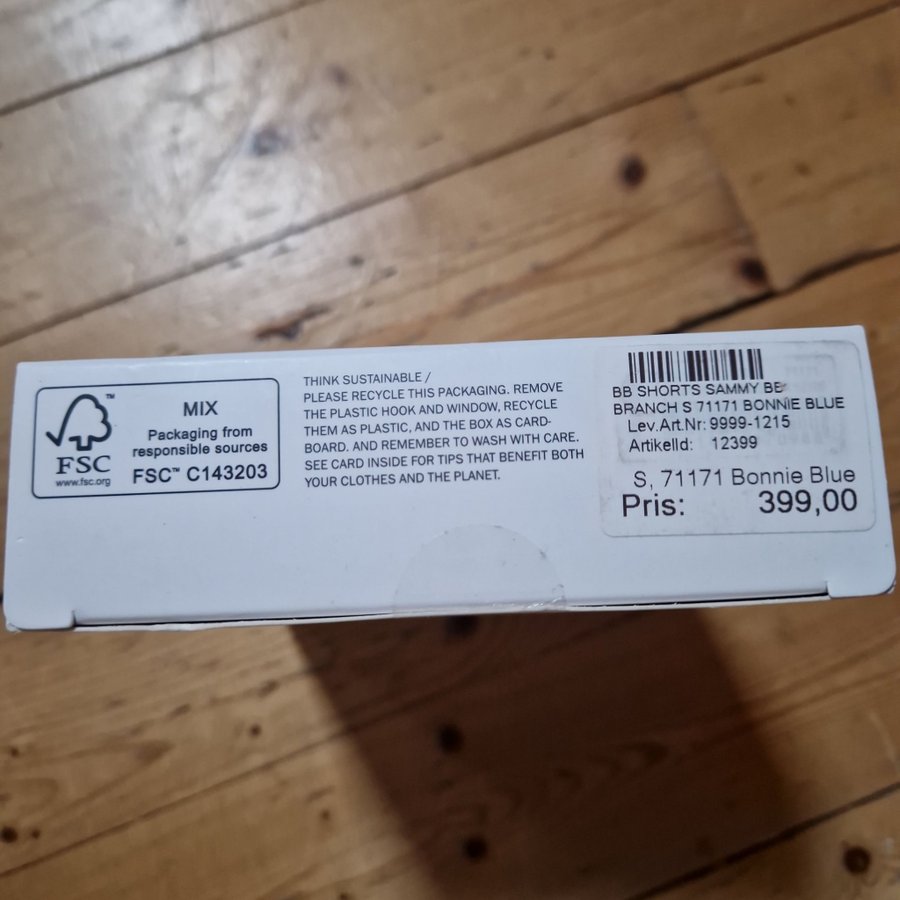 FSC™
www.fsc.org
MIX
Packaging from
responsible sources
FSC™ C143203
THINK SUSTAINABLE /
PLEASE RECYCLE THIS PACKAGING. REMOVE
THE PLASTIC HOOK AND WINDOW, RECYCLE
THEM AS PLASTIC, AND THE BOX AS CARD-
BOARD. AND REMEMBER TO WASH WITH CARE.
SEE CARD INSIDE FOR TIPS THAT BENEFIT BOTH
YOUR CLOTHES AND THE PLANET.
BB SHORTS SAMMY BB
BRANCH S 71171 BONNIE BLUE
Lev.Art.Nr: 9999-1215
ArtikelId: 12399
S, 71171 Bonnie Blue
Pris: 399,00